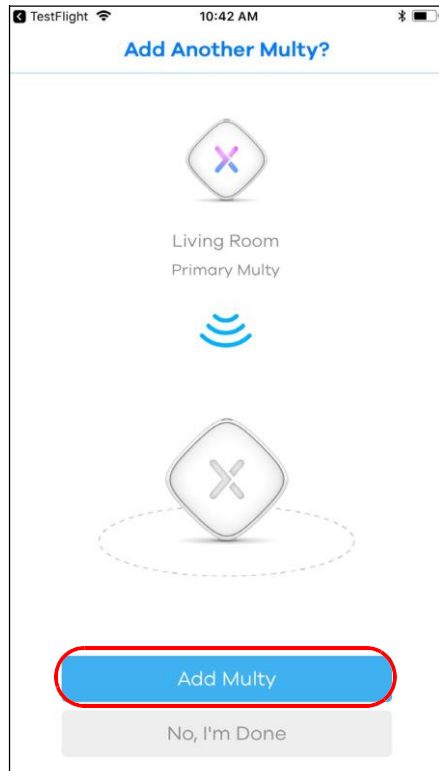 TestFlight 10:42 AM
Add Another Multy?
Living Room
Primary Multy
Add Multy
No, I'm Done